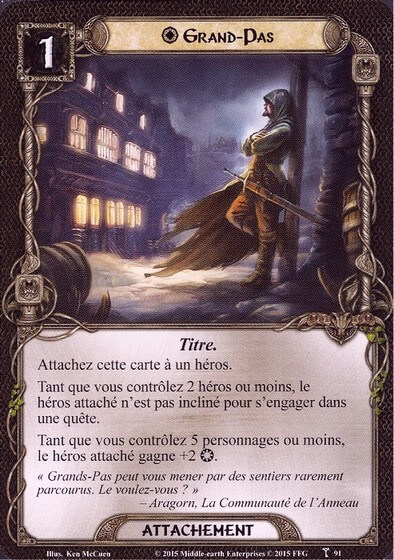 1
Grand-Pas
Titre.
Attachez cette carte à un héros.
Tant que vous contrôlez 2 héros ou moins, le
héros attaché n'est pas incliné pour s'engager dans
une quête.
Tant que vous contrôlez 5 personnages ou moins,
le héros attaché gagne +2
« Grands-Pas peut vous mener par des sentiers rarement
parcourus. Le voulez-vous ? »
– Aragorn, La Communauté de l'Anneau
ATTACHEMENT
Illus. Ken McCuen © 2015 Middle-earth Enterprises © 2015 FFG 91